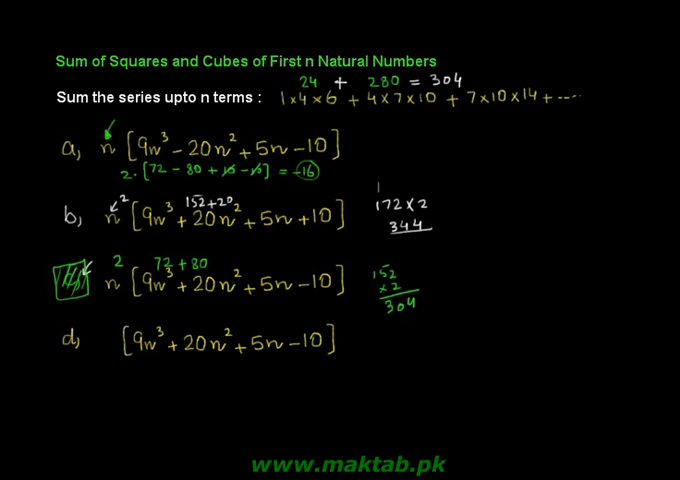 Sum of Squares and Cubes of First n Natural Numbers
24 + 280 = 304
Sum the series upto n terms : 1 × 4 × 6 + 4 × 7 × 10 + 7 × 10 × 14 + ----
a, n [9n³ - 20n² + 5n - 10]
2. [72 - 80 + 10 - 10] = -16
2 152+20
b, n [9n³ + 20n² + 5n + 10]
172 × 2
344
2 72 + 80
n [9n³ + 20n² + 5n - 10]
152
× 2
304
d, [9n³ + 20n² + 5n - 10]
www.maktab.pk